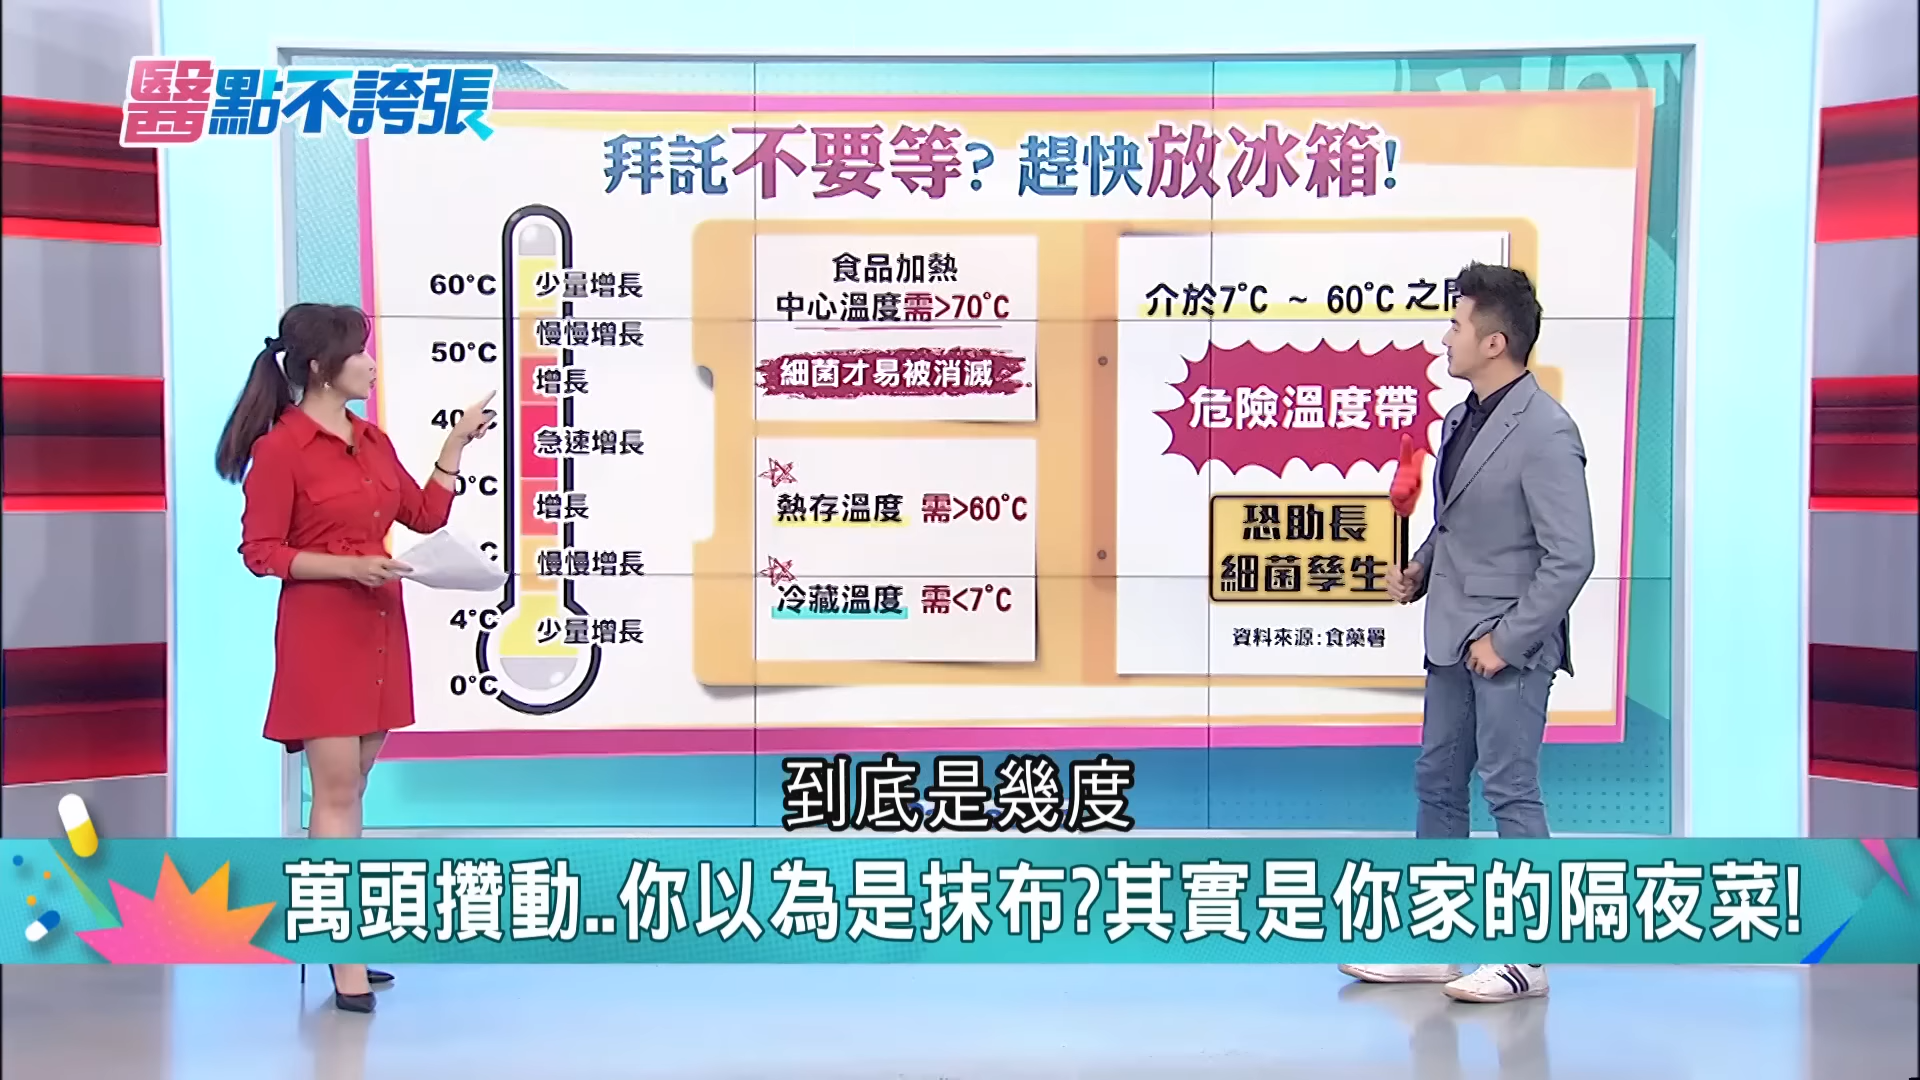 醫點不誇張
拜託不要等? 趕快放冰箱!
60°C 少量增長
慢慢增長
50°C
增長
急速增長
增長
慢慢增長
4°C 少量增長
0°C
食品加熱
中心溫度需>70°C
細菌才易被消滅
熱存溫度 需>60°C
冷藏溫度 需<7°C
介於7°C ~ 60°C 之間
危險溫度帶
恐助長
細菌孳生
資料來源:食藥署
到底是幾度
萬頭攢動..你以為是抹布?其實是你家的隔夜菜!